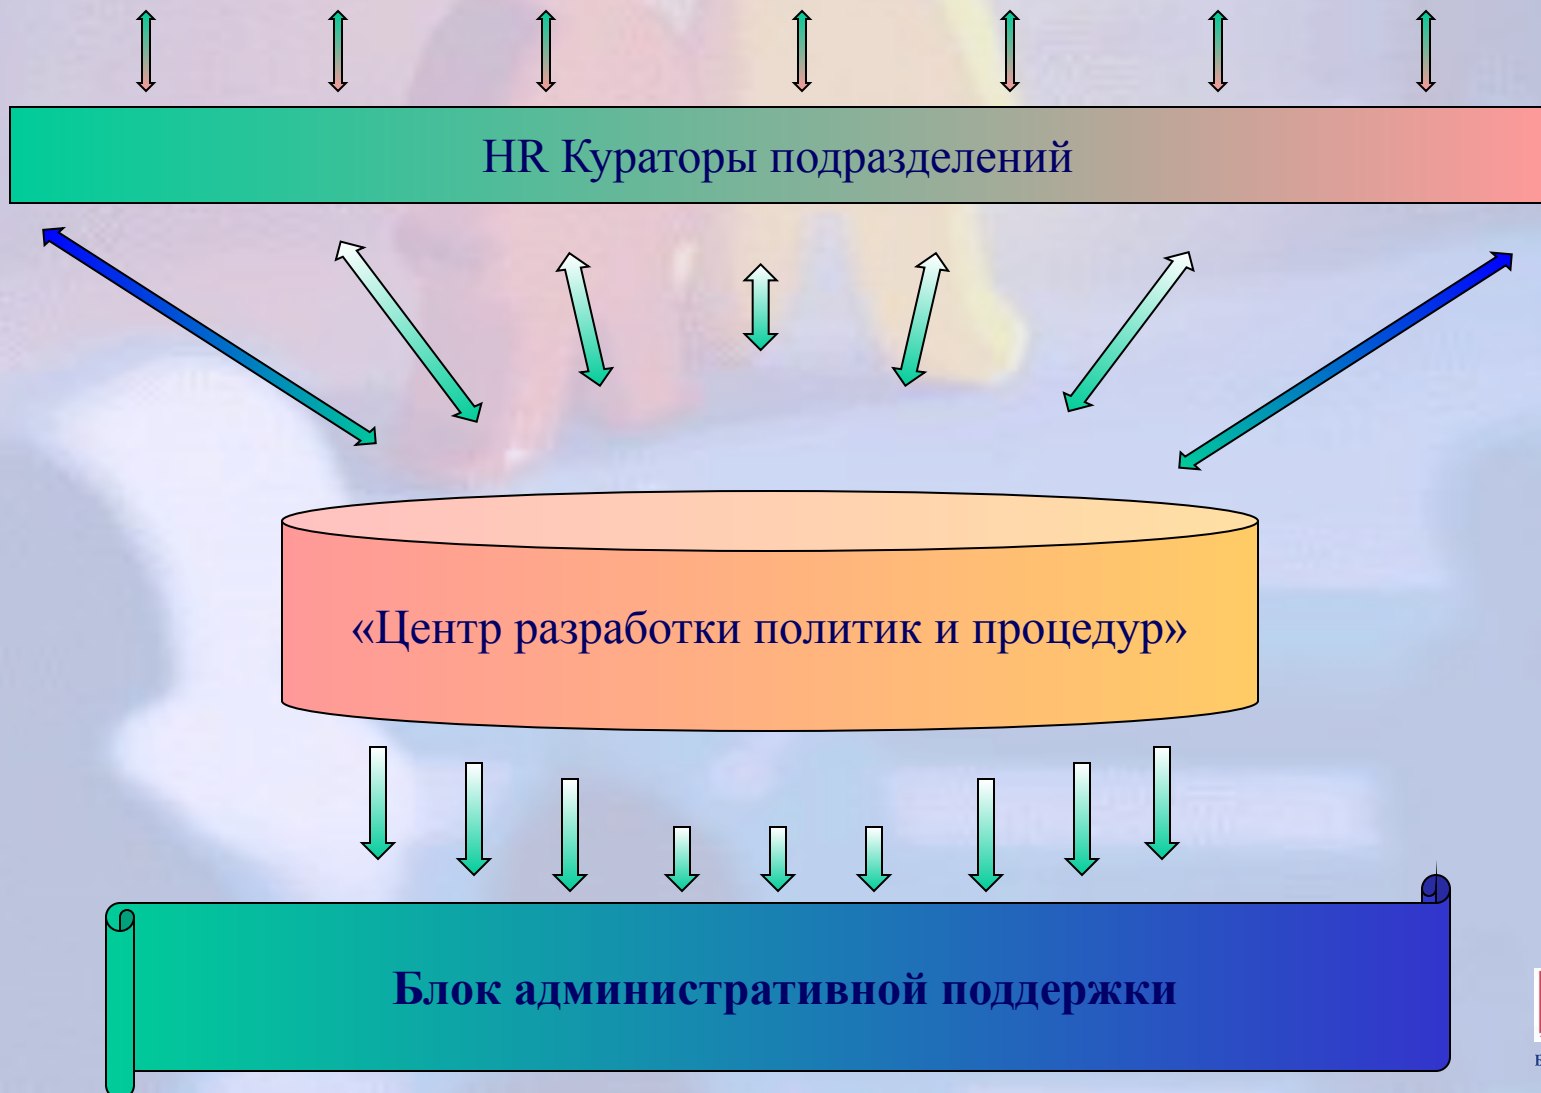 HR Кураторы подразделений
«Центр разработки политик и процедур»
Блок административной поддержки